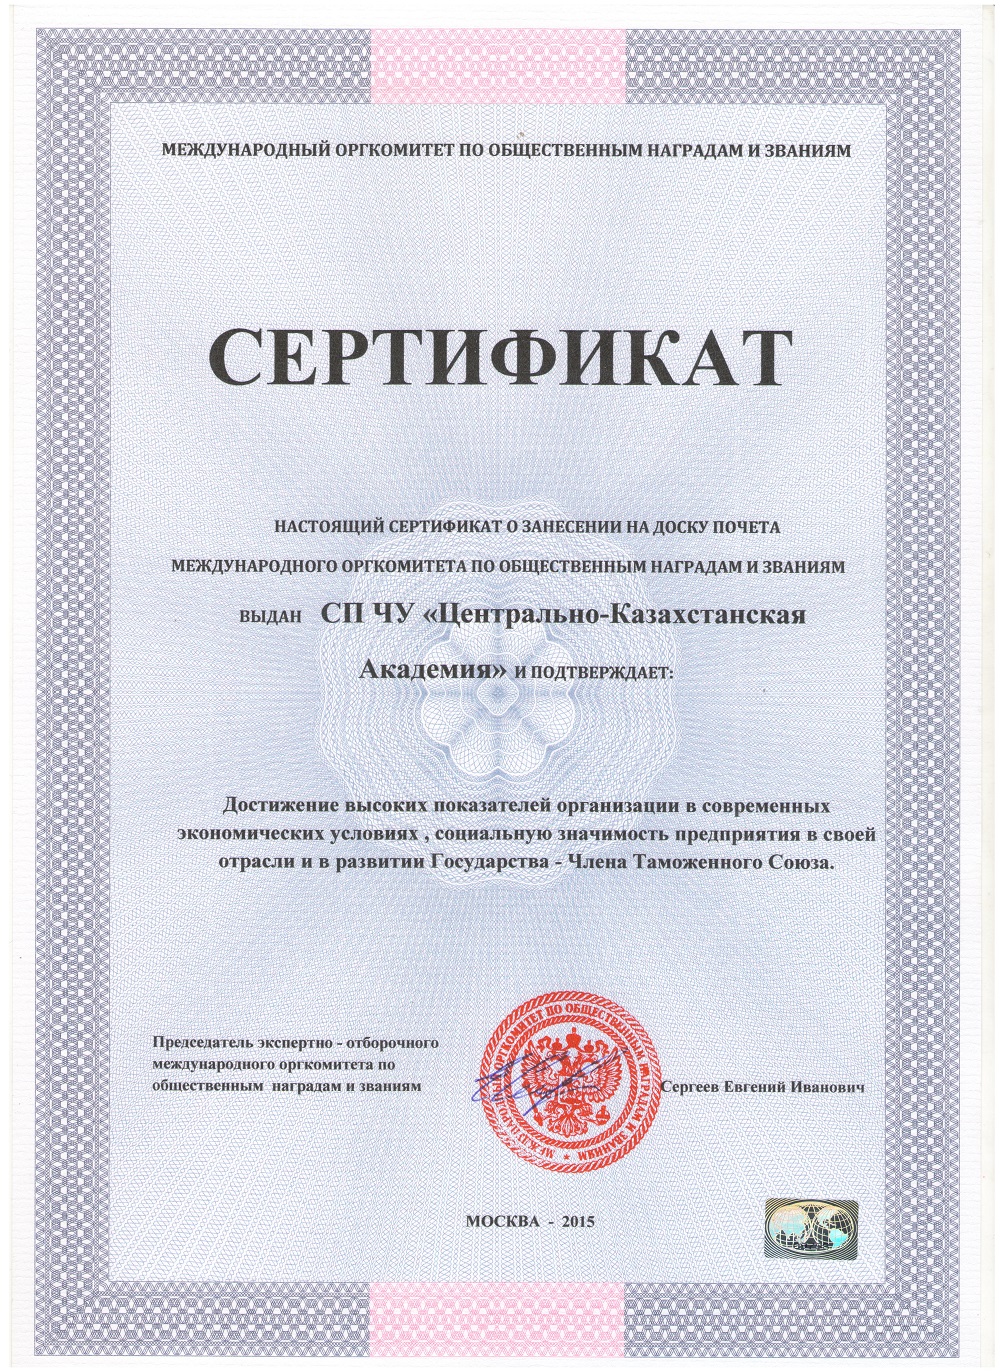 МЕЖДУНАРОДНЫЙ ОРГКОМИТЕТ ПО ОБЩЕСТВЕННЫМ НАГРАДАМ И ЗВАНИЯМ
СЕРТИФИКАТ
НАСТОЯЩИЙ СЕРТИФИКАТ О ЗАНЕСЕНИИ НА ДОСКУ ПОЧЕТА
МЕЖДУНАРОДНОГО ОРГКОМИТЕТА ПО ОБЩЕСТВЕННЫМ НАГРАДАМ И ЗВАНИЯМ
ВЫДАН СП ЧУ «Центрально-Казахстанская
Академия» И ПОДТВЕРЖДАЕТ:
Достижение высоких показателей организации в современных
экономических условиях , социальную значимость предприятия в своей
отрасли и в развитии Государства - Члена Таможенного Союза.
Председатель экспертно - отборочного
международного оргкомитета по
общественным наградам и званиям
МЕЖДУНАРОДНЫЙ ОРГКОМИТЕТ ПО ОБЩЕСТВЕННЫМ НАГРАДАМ И ЗВАНИЯМ
Сергеев Евгений Иванович
МОСКВА - 2015